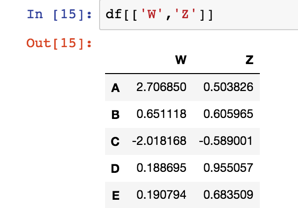 In [15]: df[['W','Z']]
Out[15]:
W Z
A 2.706850 0.503826
B 0.651118 0.605965
C -2.018168 -0.589001
D 0.188695 0.955057
E 0.190794 0.683509